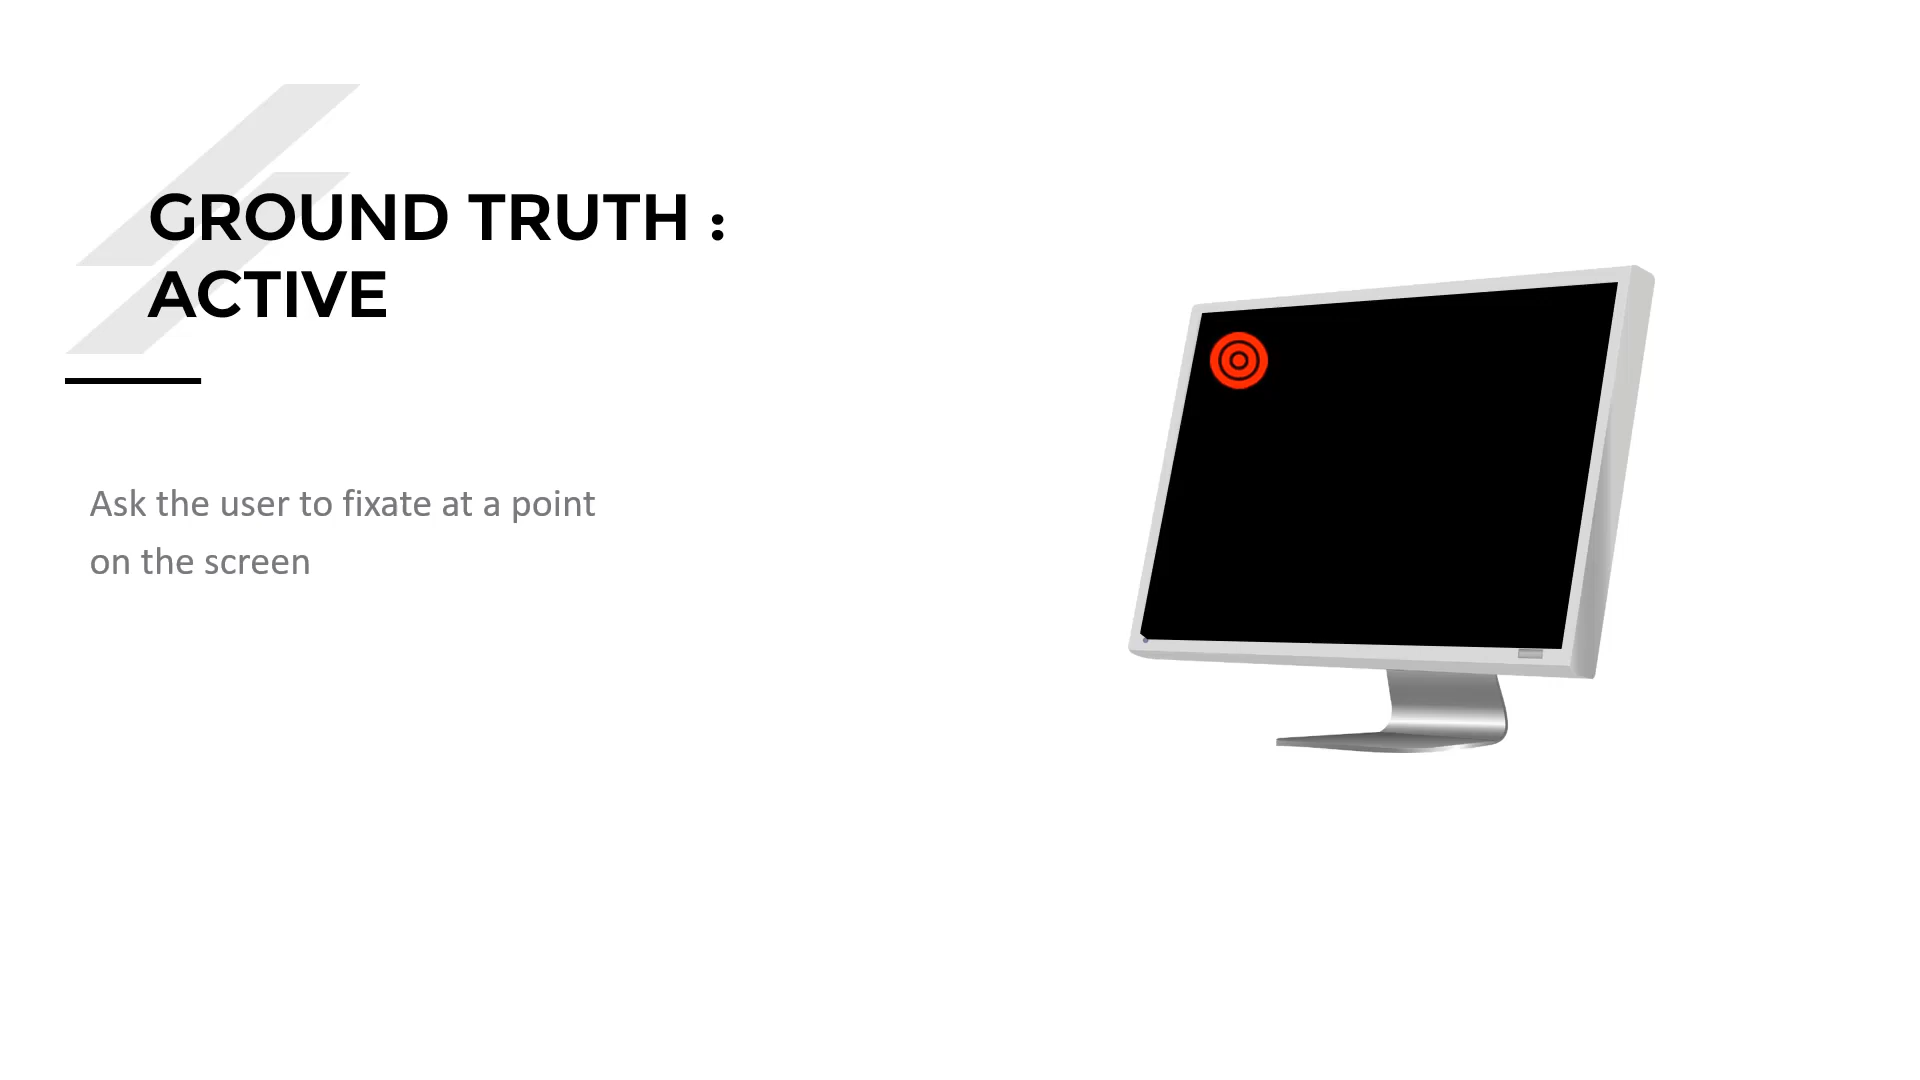 GROUND TRUTH :
ACTIVE
Ask the user to fixate at a point
on the screen